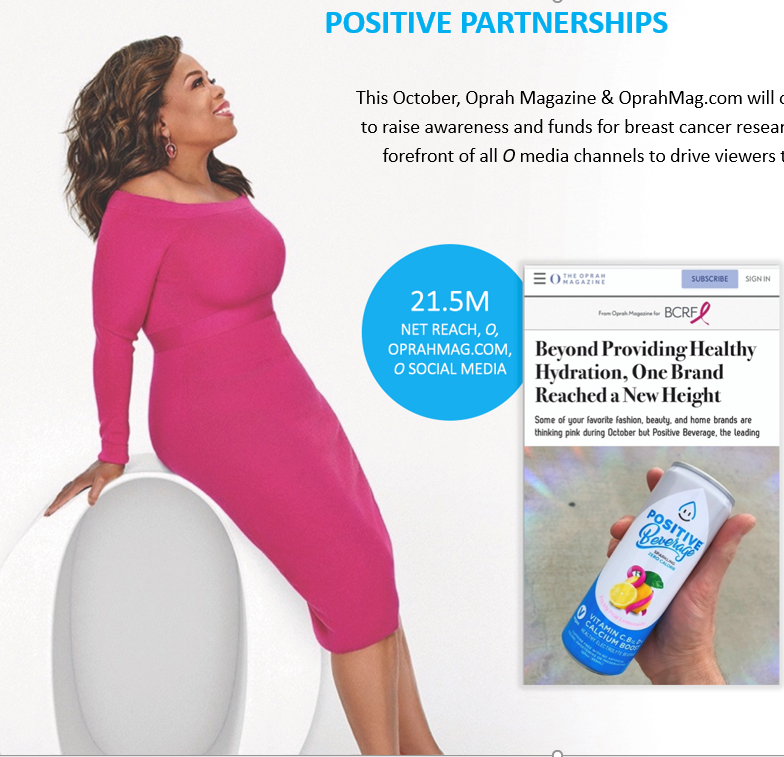 POSITIVE PARTNERSHIPS
This October, Oprah Magazine & OprahMag.com will
to raise awareness and funds for breast cancer resear
forefront of all O media channels to drive viewers t
21.5M
NET REACH, O,
OPRAHMAG.COM,
O SOCIAL MEDIA
O THE OPRAH
MAGAZINE
SUBSCRIBE
SIGN IN
From Oprah Magazine for BCRF
Beyond Providing Healthy
Hydration, One Brand
Reached a New Height
Some of your favorite fashion, beauty, and home brands are
thinking pink during October but Positive Beverage, the leading
POSITIVE
Beverage
SPARKLING
ZERO CALORIE
VITAMIN C,B
CALCIUM BOO